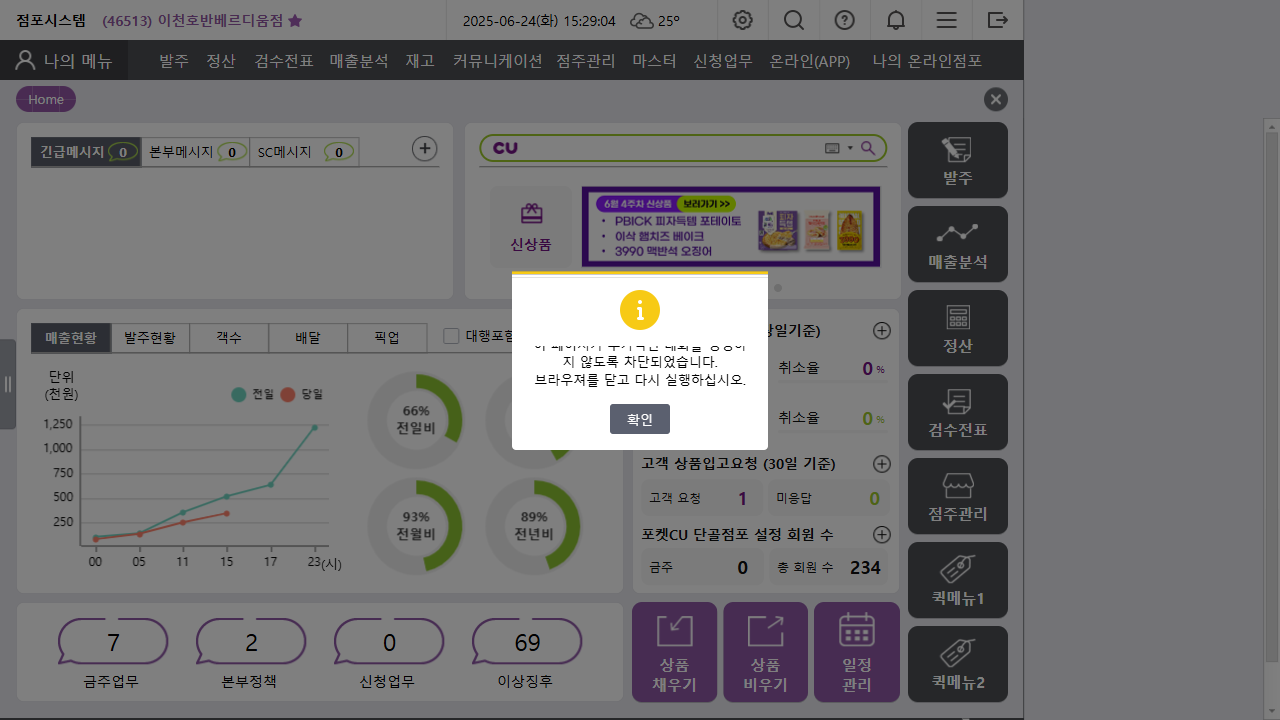 점포시스템 (46513) 이천호반베르디움점 2025-06-24(화) 15:29:04 25º
나의 메뉴 발주 정산 검수전표 매출분석 재고 커뮤니케이션 점주관리 마스터 신청업무 온라인(APP) 나의 온라인점포
Home
긴급메시지 0 본부메시지 0 SC메시지 0
CU
신상품
6월 4주차 신상품 보러가기 >>
• PBICK 피자득템 포테이토
• 이삭 햄치즈 베이크
• 3990 맥반석 오징어
매출현황 발주현황 객수 배달 픽업 대행포함
단위
(천원)
전일 당일
1,250
1,000
750
500
250
00 05 11 15 17 23(시)
66%
전일비
93%
전월비
89%
전년비
지 않도록 차단되었습니다.
브라우져를 닫고 다시 실행하십시오.
확인
당일기준)
취소율 0 %
취소율 0 %
고객 상품입고요청 (30일 기준)
고객 요청 1 미응답 0
포켓CU 단골점포 설정 회원 수
금주 0 총 회원 수 234
7 2 0 69
금주업무 본부정책 신청업무 이상징후
상품
채우기
상품
비우기
일정
관리
발주
매출분석
정산
검수전표
점주관리
퀵메뉴1
퀵메뉴2